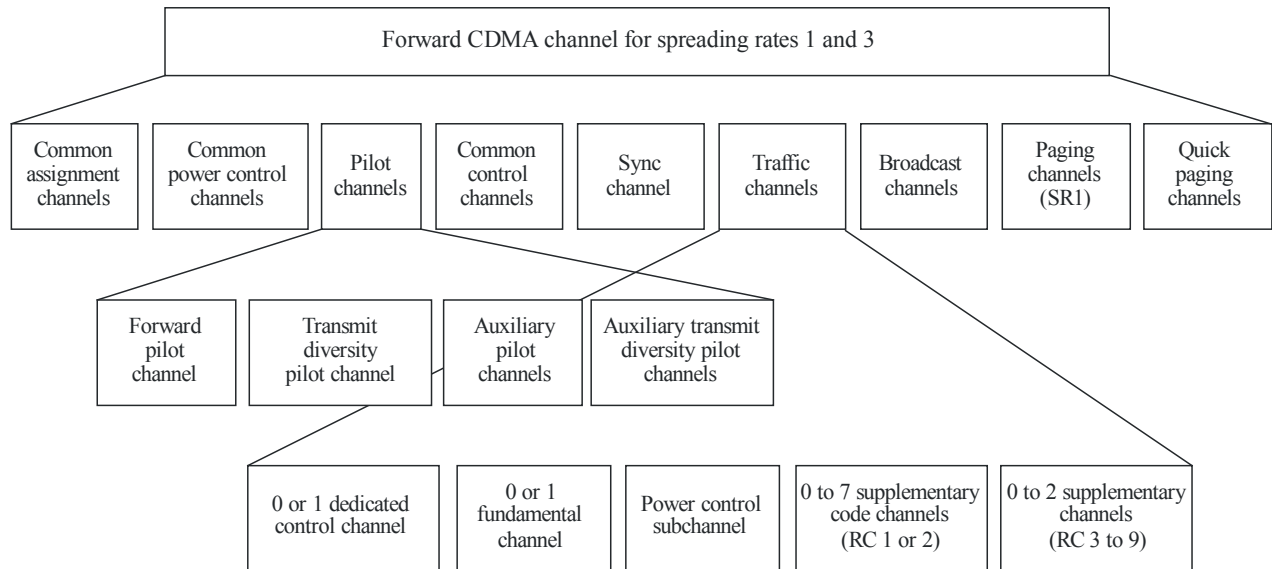 Forward CDMA channel for spreading rates 1 and 3
Common
assignment
channels
Common
power control
channels
Pilot
channels
Common
control
channels
Sync
channel
Traffic
channels
Broadcast
channels
Paging
channels
(SR1)
Quick
paging
channels
Forward
pilot
channel
Transmit
diversity
pilot channel
Auxiliary
pilot
channels
Auxiliary transmit
diversity pilot
channels
0 or 1 dedicated
control channel
0 or 1
fundamental
channel
Power control
subchannel
0 to 7 supplementary
code channels
(RC 1 or 2)
0 to 2 supplementary
channels
(RC 3 to 9)